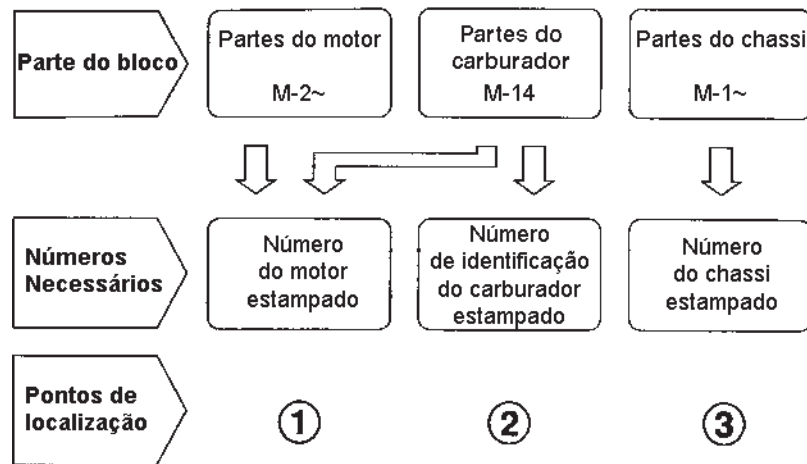 Parte do bloco
Partes do motor
M-2~
Partes do
carburador
M-14
Partes do chassi
M-1~
Números
Necessários
Número
do motor
estampado
Número
de identificação
do carburador
estampado
Número
do chassi
estampado
Pontos de
localização
1
2
3